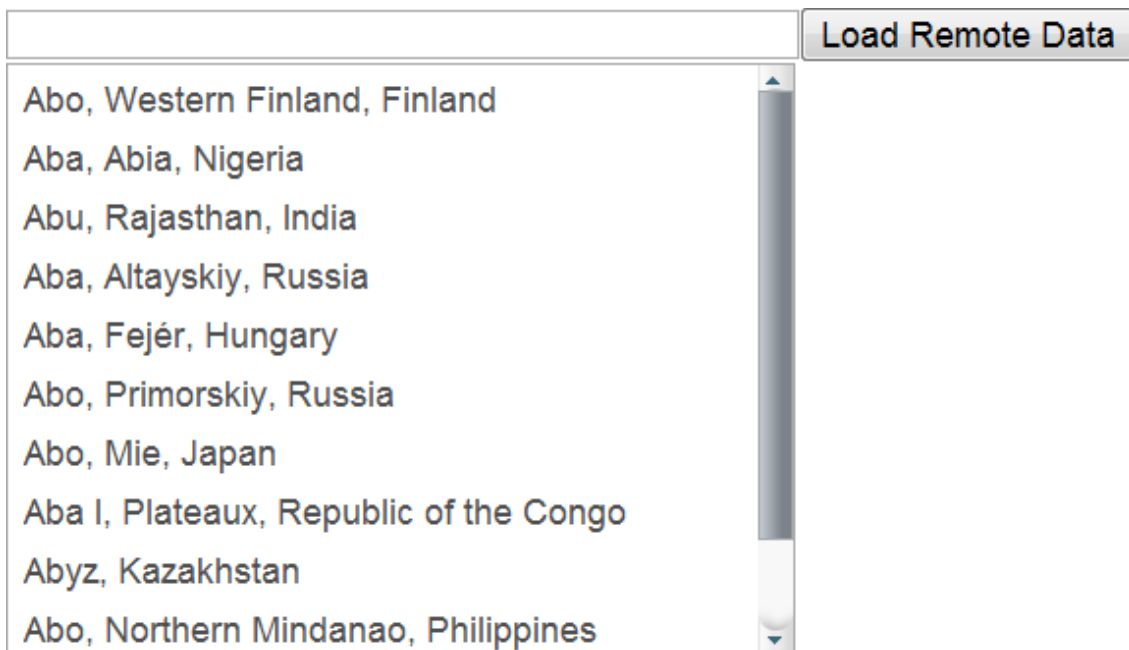 Load Remote Data
Abo, Western Finland, Finland
Aba, Abia, Nigeria
Abu, Rajasthan, India
Aba, Altayskiy, Russia
Aba, Fejér, Hungary
Abo, Primorskiy, Russia
Abo, Mie, Japan
Aba I, Plateaux, Republic of the Congo
Abyz, Kazakhstan
Abo, Northern Mindanao, Philippines